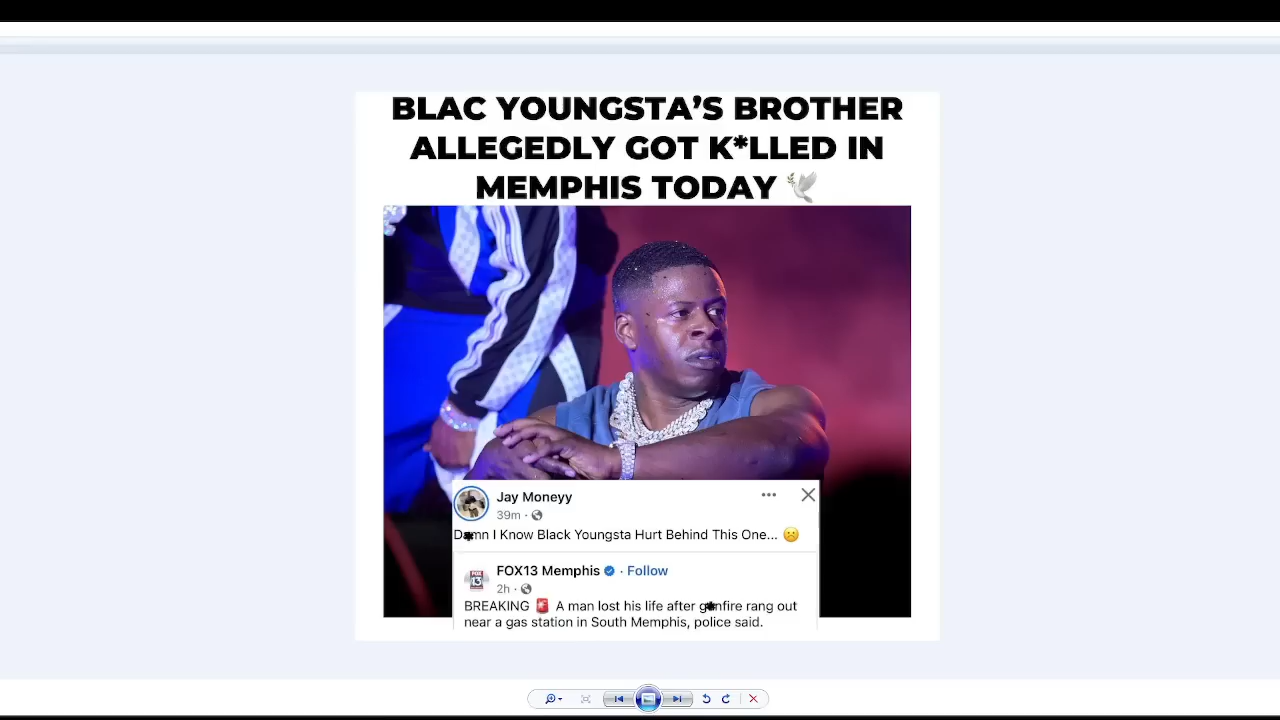 BLAC YOUNGSTA’S BROTHER
ALLEGEDLY GOT K*LLED IN
MEMPHIS TODAY 🕊️
Jay Moneyy
39m ·
Damn I Know Black Youngsta Hurt Behind This One... ☹️
FOX13 Memphis · Follow
2h ·
BREAKING 🚨 A man lost his life after gunfire rang out
near a gas station in South Memphis, police said.